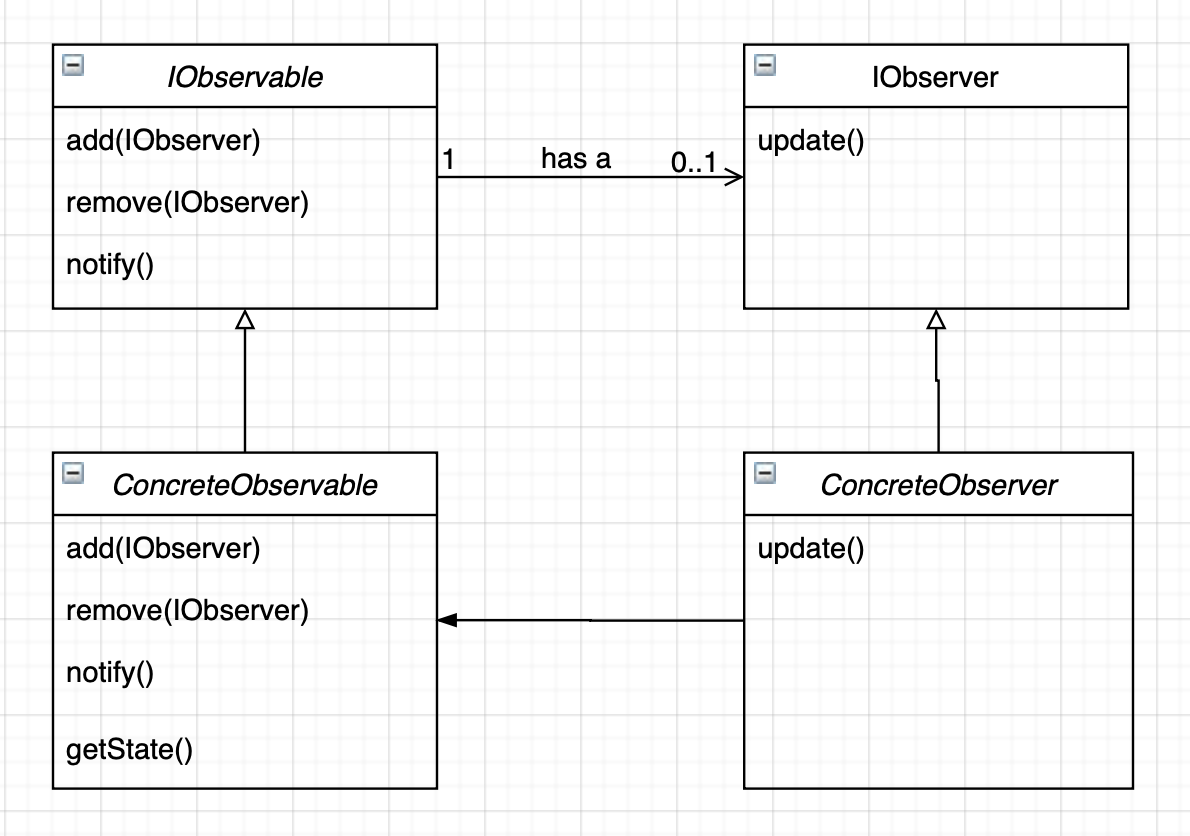 IObservable
add(IObserver)
remove(IObserver)
notify()
1 has a 0..1
IObserver
update()
ConcreteObservable
add(IObserver)
remove(IObserver)
notify()
getState()
ConcreteObserver
update()